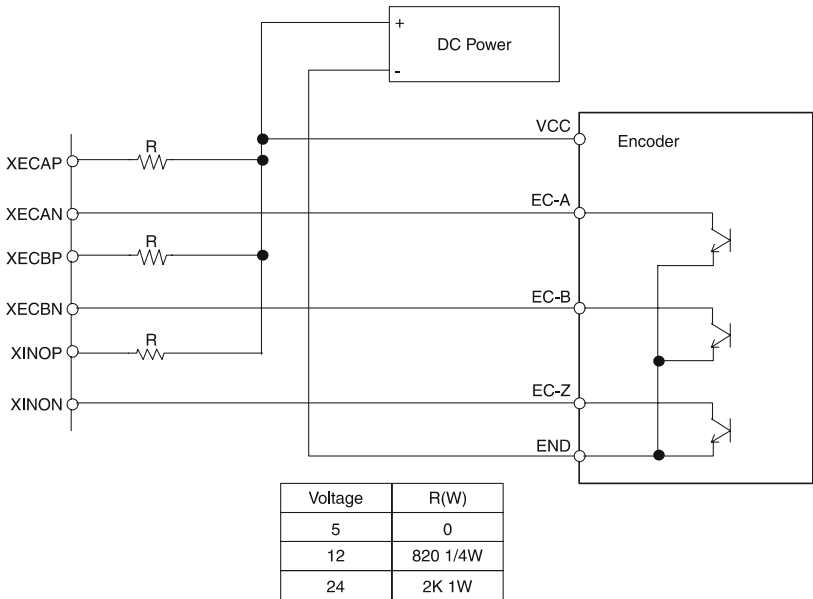 +
DC Power
-
VCC
Encoder
XECAP
R
XECAN
EC-A
XECBP
R
XECBN
EC-B
XINOP
R
XINON
EC-Z
END
Voltage R(W)
5 0
12 820 1/4W
24 2K 1W